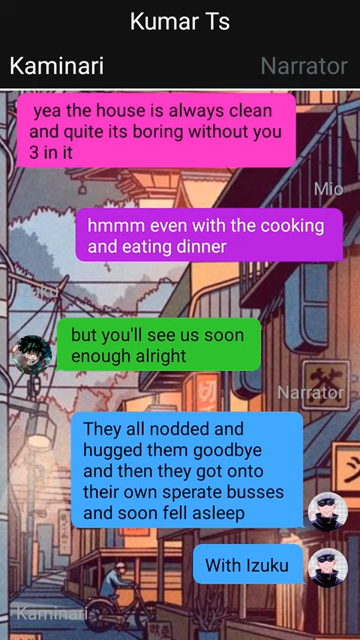 Kumar Ts
Kaminari
Narrator
yea the house is always clean
and quite its boring without you
3 in it
Mio
hmmm even with the cooking
and eating dinner
but you'll see us soon
enough alright
Narrator
They all nodded and
hugged them goodbye
and then they got onto
their own sperate busses
and soon fell asleep
With Izuku
Kaminari